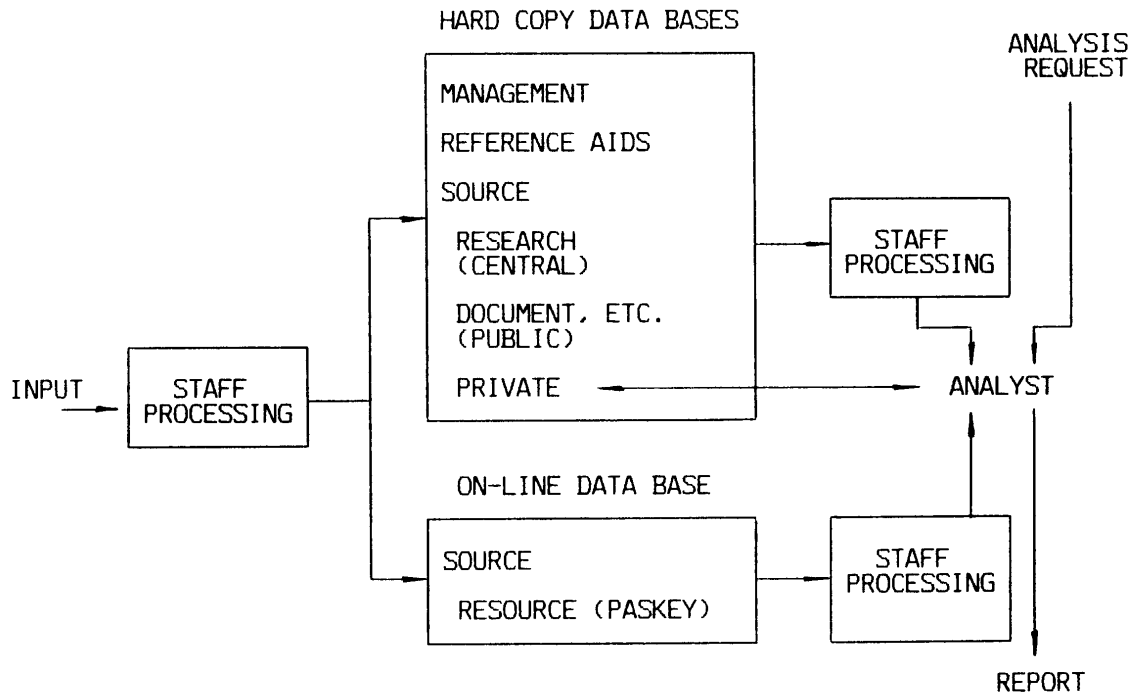 HARD COPY DATA BASES
ANALYSIS
REQUEST
MANAGEMENT
REFERENCE AIDS
SOURCE
RESEARCH
(CENTRAL)
DOCUMENT, ETC.
(PUBLIC)
PRIVATE
STAFF
PROCESSING
INPUT
STAFF
PROCESSING
ANALYST
ON-LINE DATA BASE
SOURCE
RESOURCE (PASKEY)
STAFF
PROCESSING
REPORT